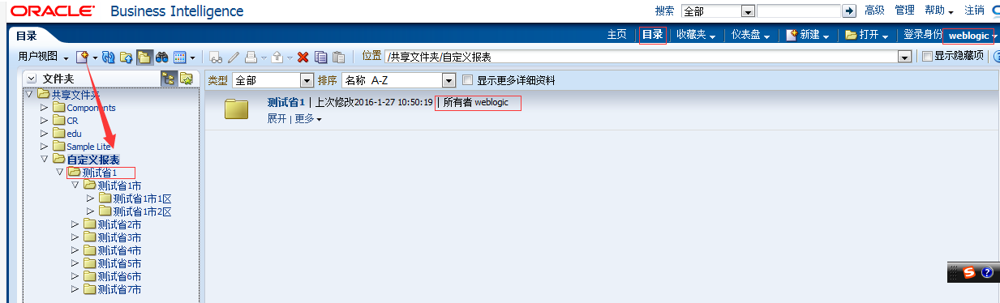 ORACLE Business Intelligence
搜索 全部 高级 管理 帮助 注销
目录 主页 目录 收藏夹 仪表盘 新建 打开 登录身份 weblogic
用户视图 位置 /共享文件夹/自定义报表 显示隐藏项
文件夹 类型 全部 排序 名称 A-Z 显示更多详细资料
共享文件夹
Components
CR
edu
Sample Lite
自定义报表
测试省1
测试省1市
测试省1市1区
测试省1市2区
测试省2市
测试省3市
测试省4市
测试省5市
测试省6市
测试省7市
测试省1 | 上次修改2016-1-27 10:50:19 | 所有者 weblogic
展开 | 更多